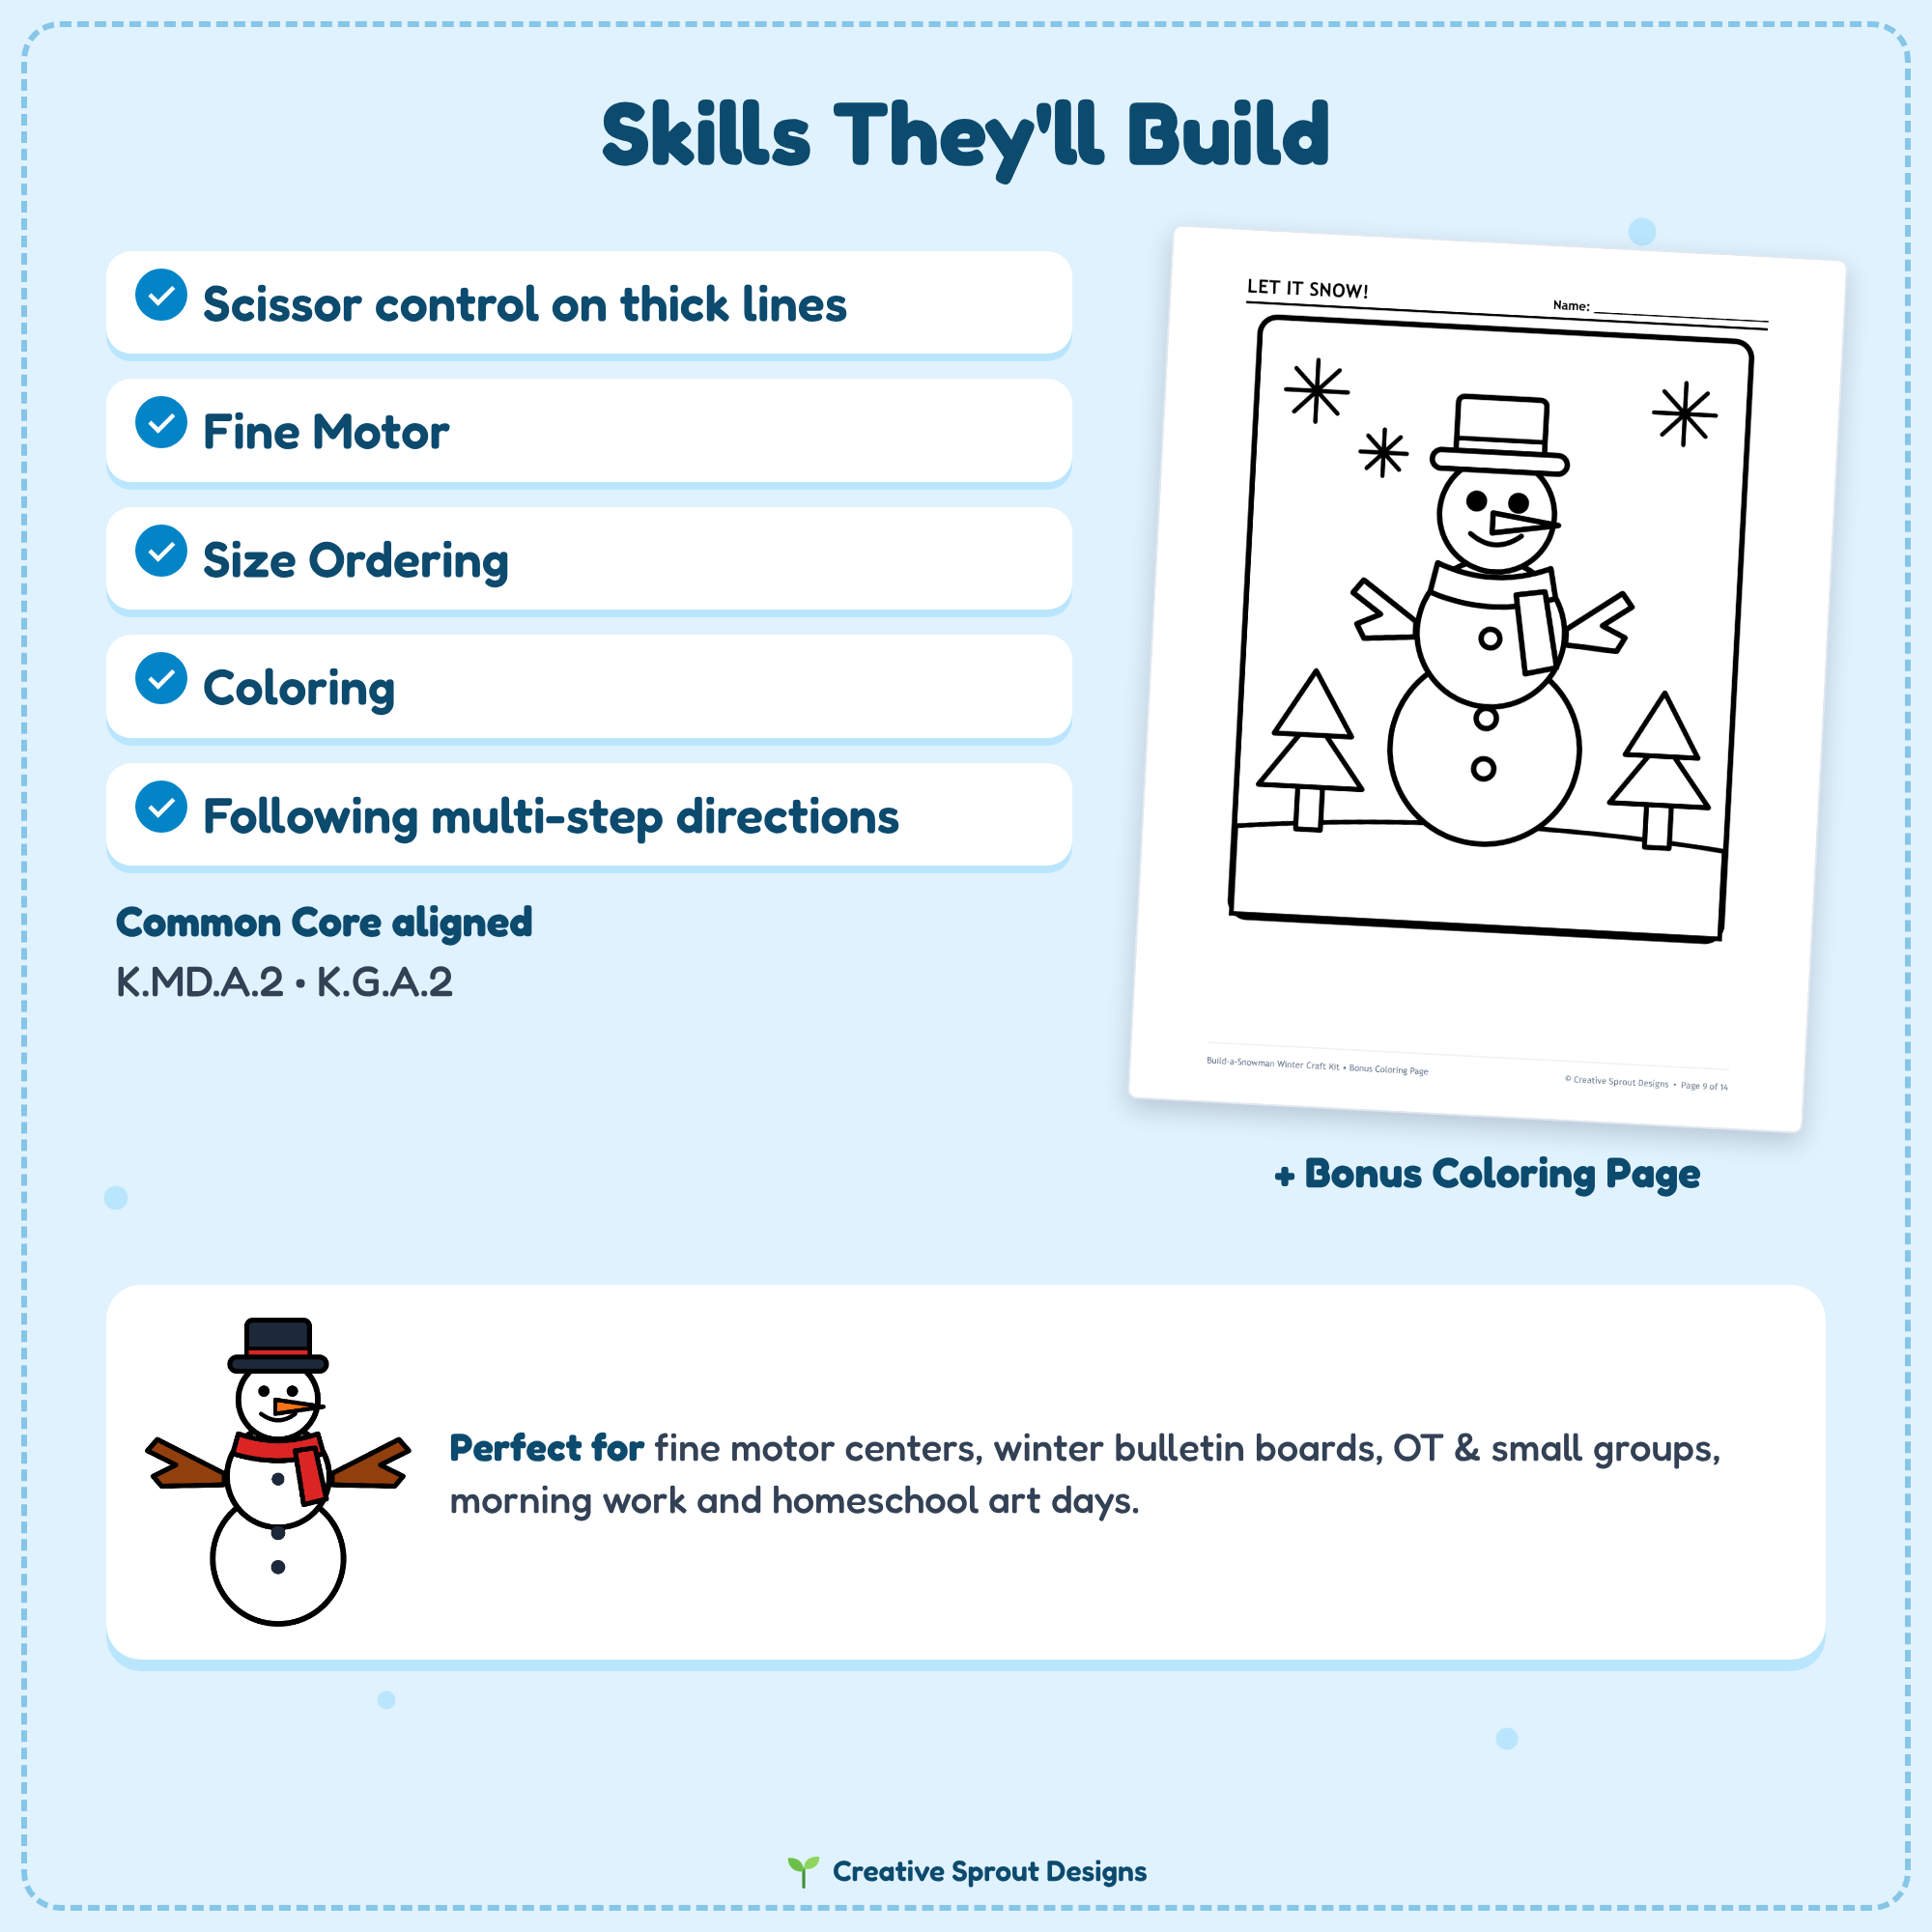 Skills They'll Build
Scissor control on thick lines
Fine Motor
Size Ordering
Coloring
Following multi-step directions
Common Core aligned
K.MD.A.2 • K.G.A.2
LET IT SNOW!
Name:
Build-a-Snowman Winter Craft Kit • Bonus Coloring Page
© Creative Sprout Designs • Page 9 of 14
+ Bonus Coloring Page
Perfect for fine motor centers, winter bulletin boards, OT & small groups,
morning work and homeschool art days.
Creative Sprout Designs